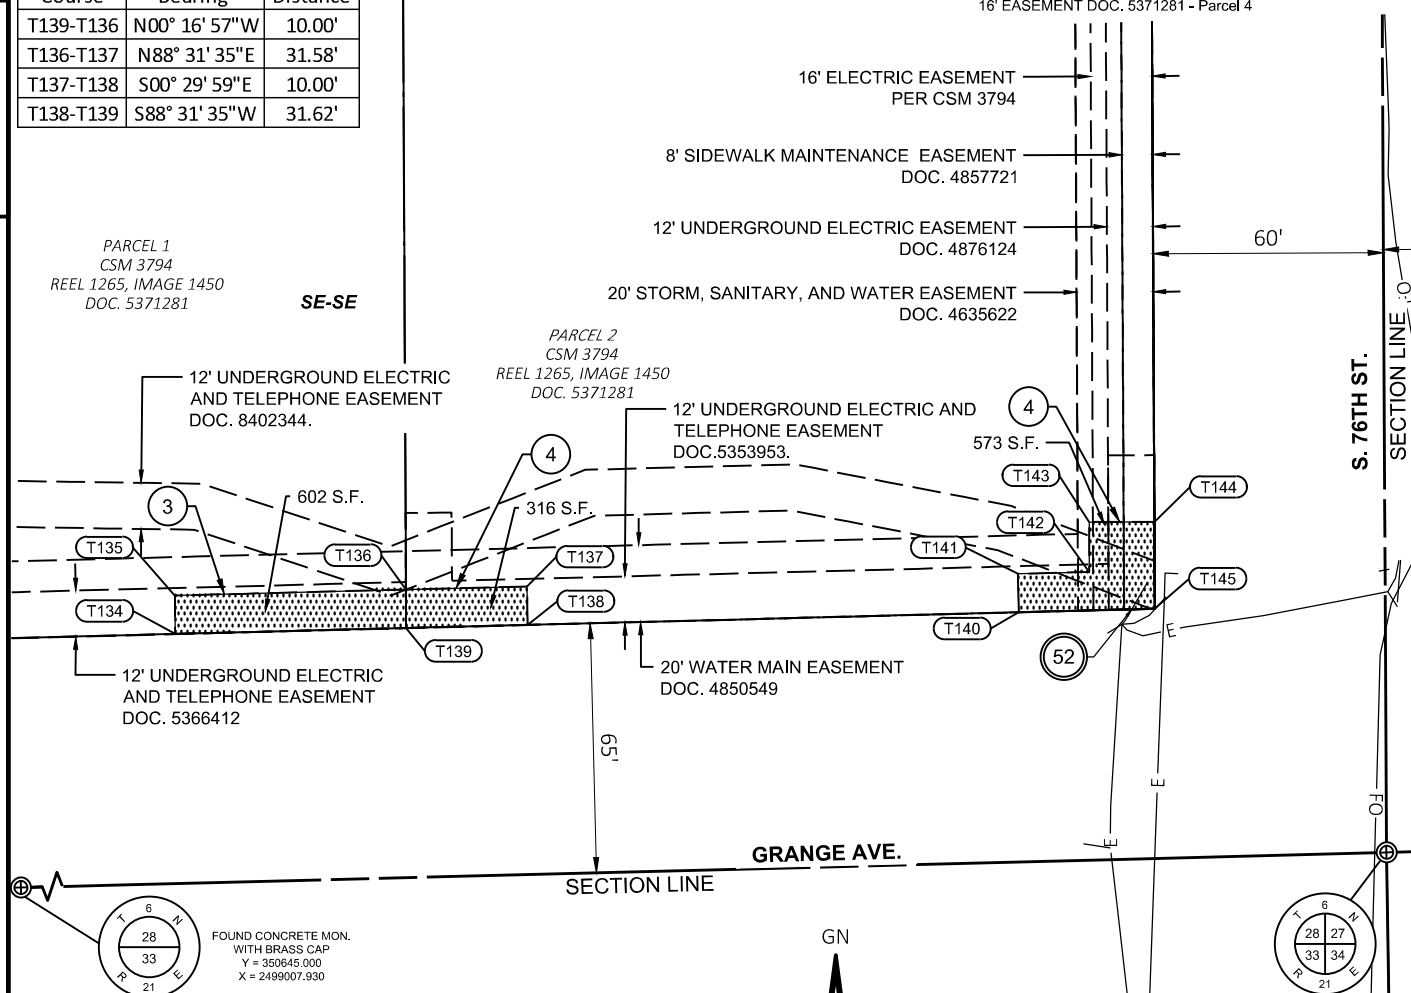 Course Bearing Distance
T139-T136 N00° 16' 57"W 10.00'
T136-T137 N88° 31' 35"E 31.58'
T137-T138 S00° 29' 59"E 10.00'
T138-T139 S88° 31' 35"W 31.62'
16' EASEMENT DOC. 5371281 - Parcel 4
16' ELECTRIC EASEMENT
PER CSM 3794
8' SIDEWALK MAINTENANCE EASEMENT
DOC. 4857721
12' UNDERGROUND ELECTRIC EASEMENT
DOC. 4876124
60'
20' STORM, SANITARY, AND WATER EASEMENT
DOC. 4635622
PARCEL 1
CSM 3794
REEL 1265, IMAGE 1450
DOC. 5371281
SE-SE
PARCEL 2
CSM 3794
REEL 1265, IMAGE 1450
DOC. 5371281
S. 76TH ST.
SECTION LINE
12' UNDERGROUND ELECTRIC
AND TELEPHONE EASEMENT
DOC. 8402344.
12' UNDERGROUND ELECTRIC AND
TELEPHONE EASEMENT
DOC.5353953.
4
573 S.F.
4
T143
T144
3
602 S.F.
316 S.F.
T142
T135
T136
T137
T141
T145
T134
T138
T140
T139
52
E
12' UNDERGROUND ELECTRIC
AND TELEPHONE EASEMENT
DOC. 5366412
20' WATER MAIN EASEMENT
DOC. 4850549
65'
E
E
FO
GRANGE AVE.
SECTION LINE
T 6 N
28
33
R 21 E
FOUND CONCRETE MON.
WITH BRASS CAP
Y = 350645.000
X = 2499007.930
GN
T 6 N
28 27
33 34
R 21 E